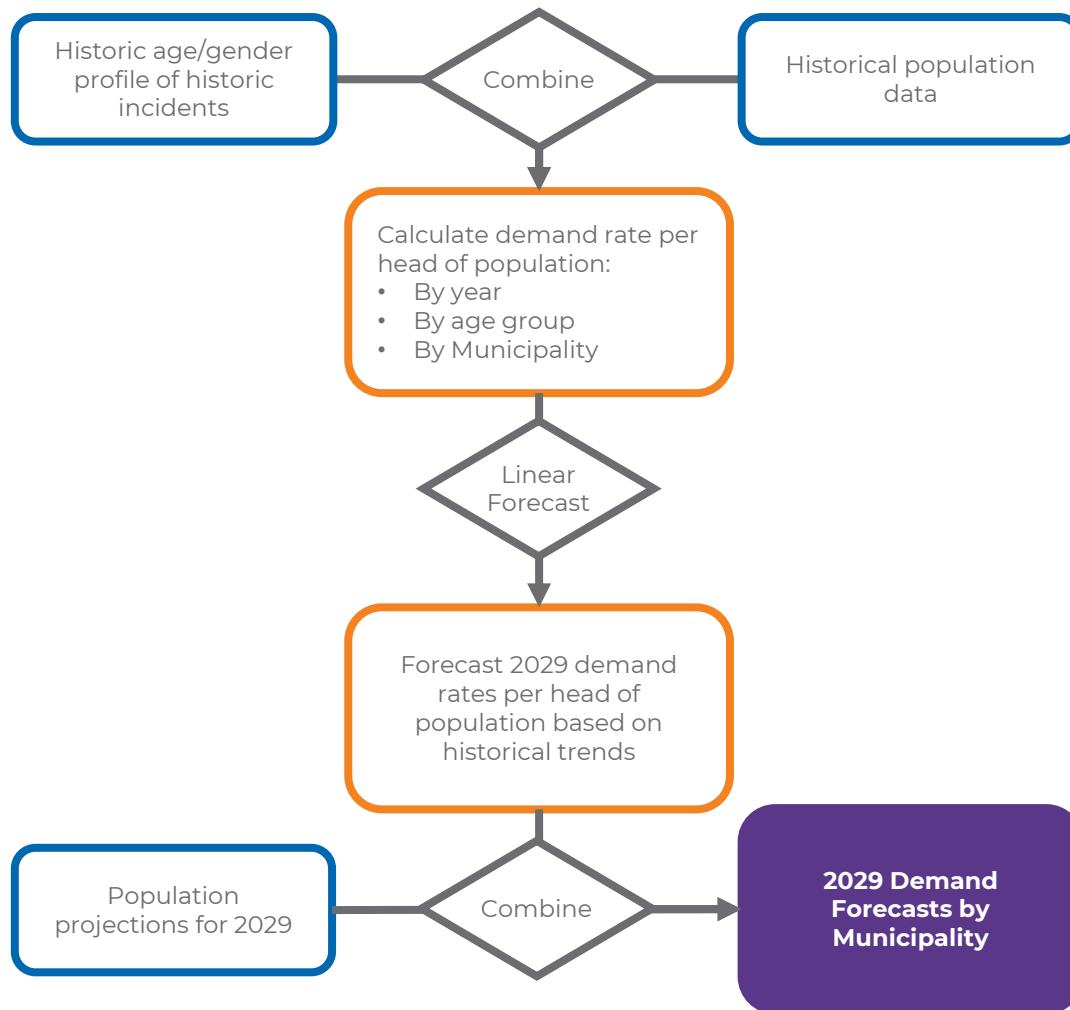 Historic age/gender
profile of historic
incidents
Combine
Historical population
data
Calculate demand rate per
head of population:
• By year
• By age group
• By Municipality
Linear
Forecast
Forecast 2029 demand
rates per head of
population based on
historical trends
Population
projections for 2029
Combine
2029 Demand
Forecasts by
Municipality